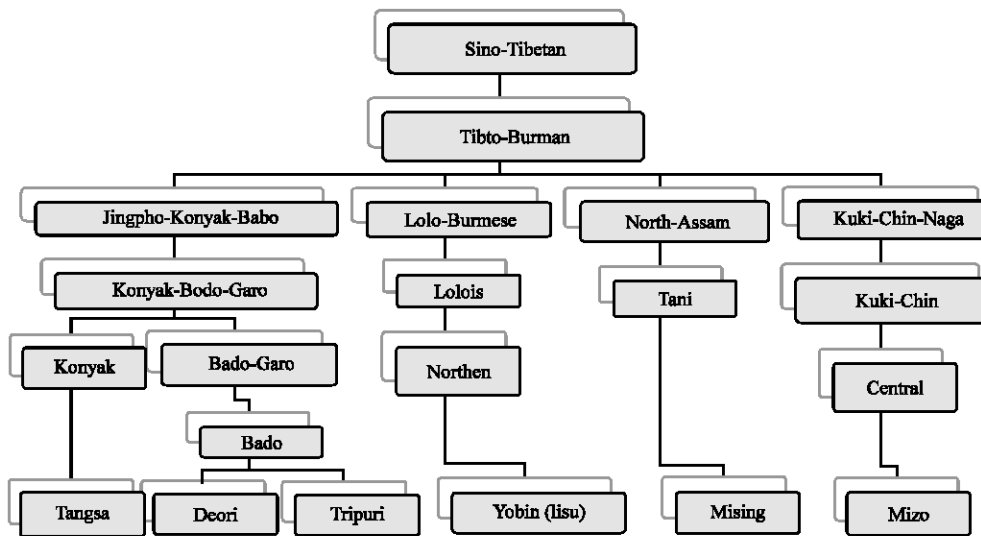 Sino-Tibetan
Tibto-Burman
Jingpho-Konyak-Babo
Lolo-Burmese
North-Assam
Kuki-Chin-Naga
Konyak-Bodo-Garo
Lolois
Tani
Kuki-Chin
Konyak
Bado-Garo
Northen
Central
Bado
Tangsa
Deori
Tripuri
Yobin (lisu)
Mising
Mizo